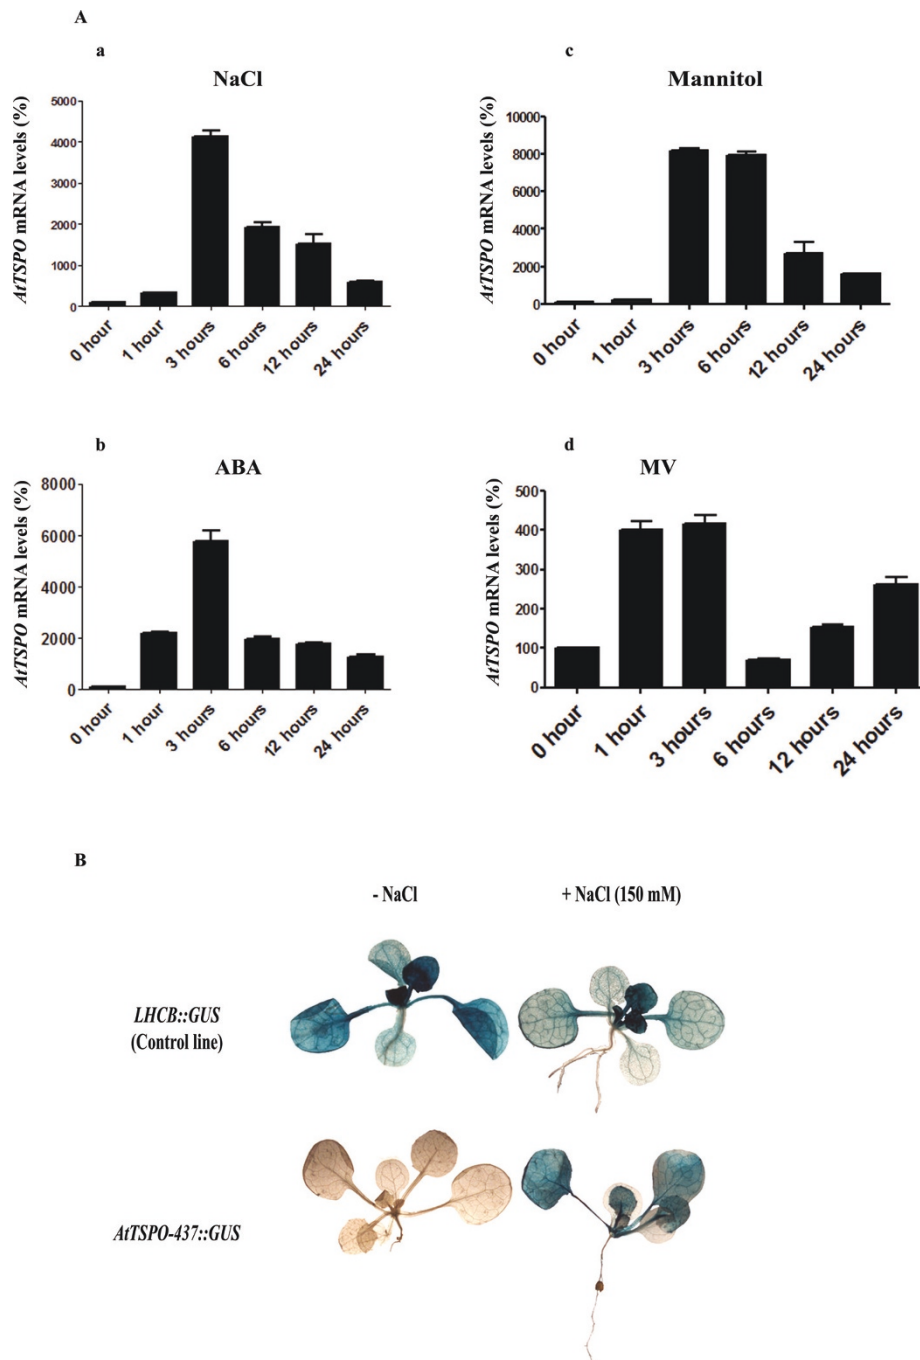 A
a
NaCl
AtTSPO mRNA levels (%)
5000
4000
2000
1000
0
0 hour
1 hour
3 hours
6 hours
12 hours
24 hours
c
Mannitol
AtTSPO mRNA levels (%)
10000
8000
6000
4000
2000
0
0 hour
1 hour
3 hours
6 hours
12 hours
24 hours
b
ABA
AtTSPO mRNA levels (%)
8000
6000
4000
2000
0
0 hour
1 hour
3 hours
6 hours
12 hours
24 hours
d
MV
AtTSPO mRNA levels (%)
500
400
300
200
100
0
0 hour
1 hour
3 hours
6 hours
12 hours
24 hours
B
- NaCl
+ NaCl (150 mM)
LHCB::GUS
(Control line)
AtTSPO-437::GUS